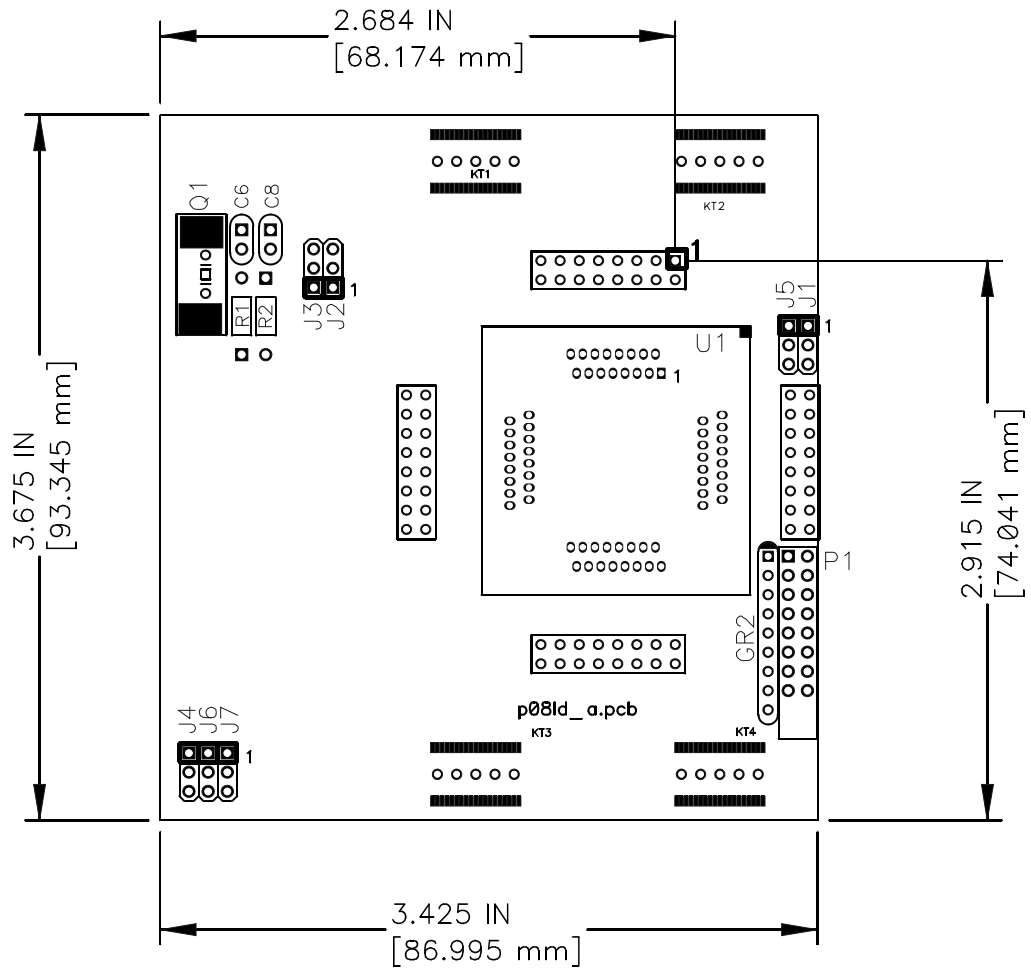 2.684 IN
[68.174 mm]
KT1
KT2
Q1
C6
C8
1
R1
R2
J3
J2
1
J5
J1
1
U1
1
3.675 IN
[93.345 mm]
2.915 IN
[74.041 mm]
P1
GR2
p08ld_a.pcb
KT3
KT4
J4
J6
J7
1
3.425 IN
[86.995 mm]